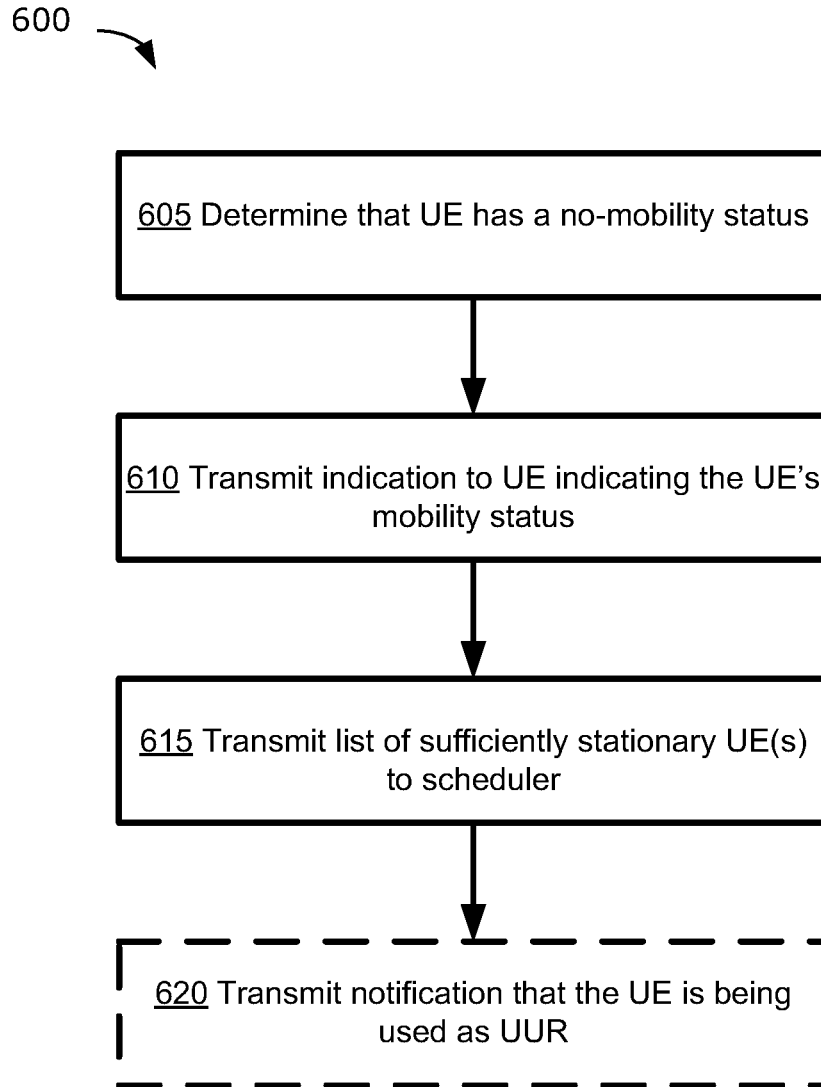 600
605 Determine that UE has a no-mobility status
610 Transmit indication to UE indicating the UE’s
mobility status
615 Transmit list of sufficiently stationary UE(s)
to scheduler
620 Transmit notification that the UE is being
used as UUR